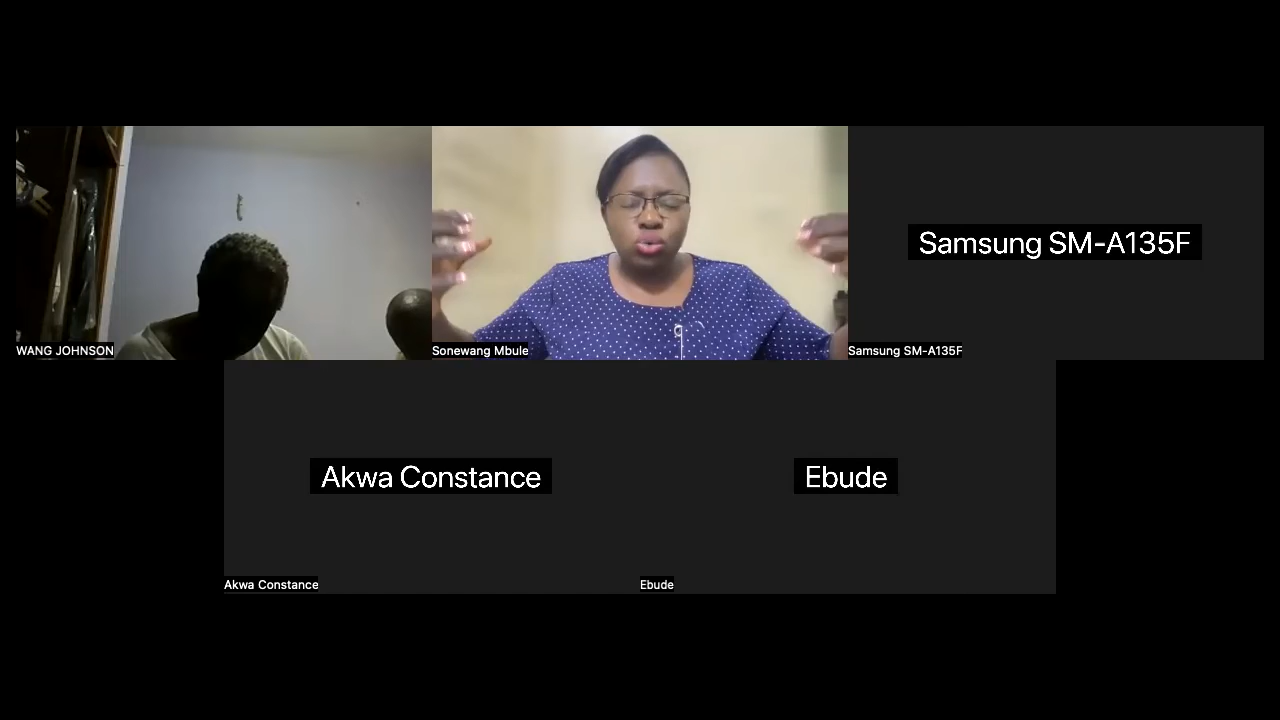 WANG JOHNSON
Sonewang Mbule
Samsung SM-A135F
Samsung SM-A135F
Akwa Constance
Ebude
Akwa Constance
Ebude